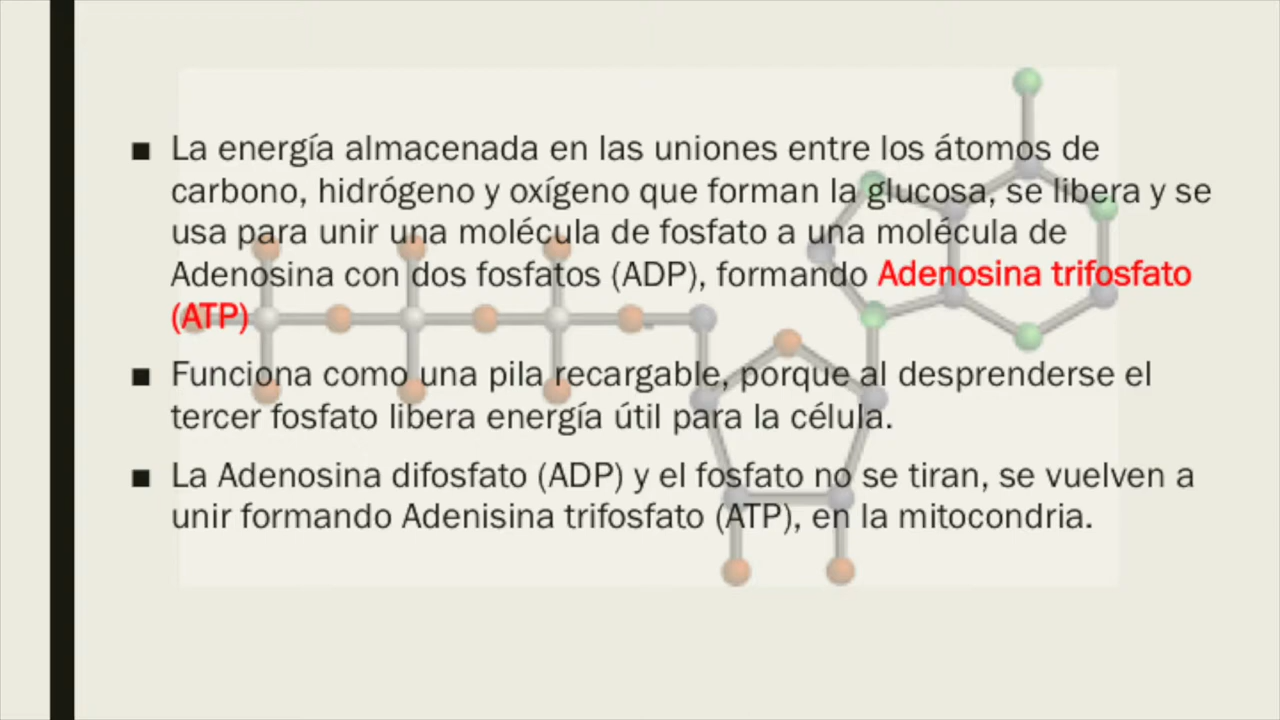 ■ La energía almacenada en las uniones entre los átomos de
carbono, hidrógeno y oxígeno que forman la glucosa, se libera y se
usa para unir una molécula de fosfato a una molécula de
Adenosina con dos fosfatos (ADP), formando Adenosina trifosfato
(ATP)
■ Funciona como una pila recargable, porque al desprenderse el
tercer fosfato libera energía útil para la célula.
■ La Adenosina difosfato (ADP) y el fosfato no se tiran, se vuelven a
unir formando Adenisina trifosfato (ATP), en la mitocondria.